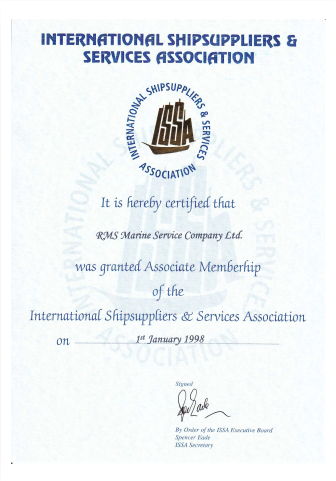 INTERNATIONAL SHIPSUPPLIERS &
SERVICES ASSOCIATION
INTERNATIONAL SHIPSUPPLIERS & SERVICES
ISSA
ASSOCIATION
It is hereby certified that
RMS Marine Service Company Ltd.
was granted Associate Memberhip
of the
International Shipsuppliers & Services Association
on 1st January 1998
Signed
By Order of the ISSA Executive Board
Spencer Eade
ISSA Secretary